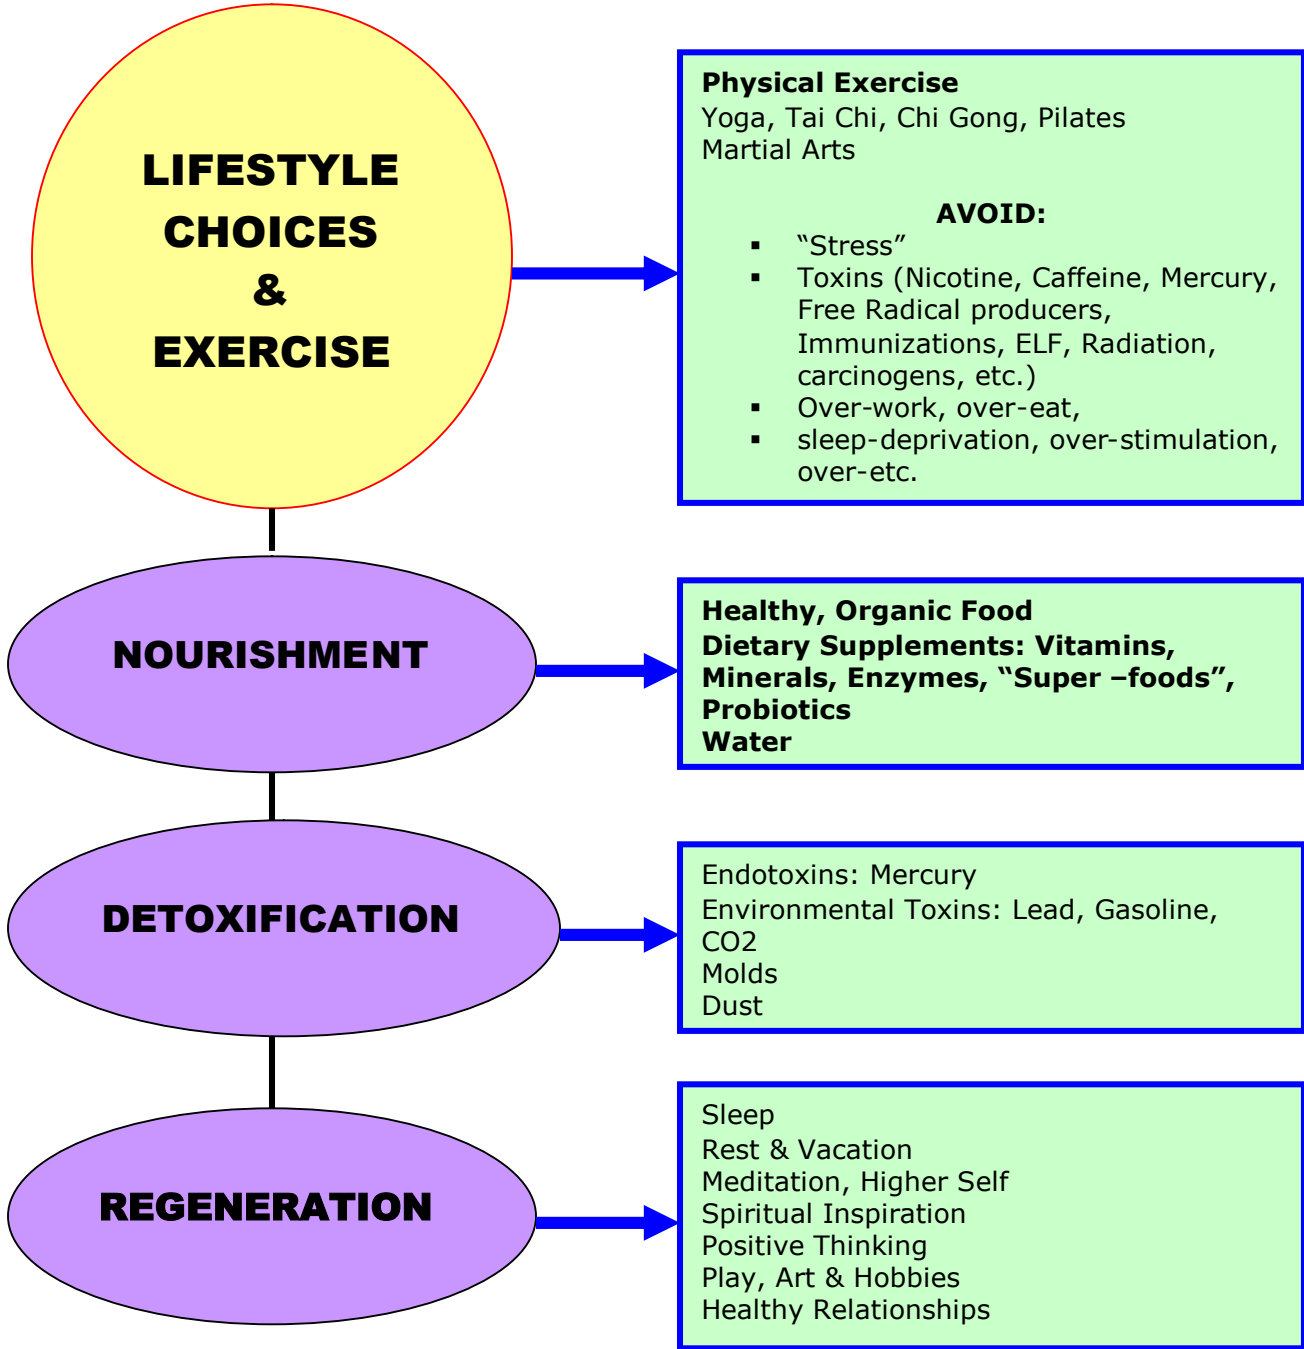 LIFESTYLE
CHOICES
&
EXERCISE
Physical Exercise
Yoga, Tai Chi, Chi Gong, Pilates
Martial Arts
AVOID:
▪ “Stress”
▪ Toxins (Nicotine, Caffeine, Mercury,
Free Radical producers,
Immunizations, ELF, Radiation,
carcinogens, etc.)
▪ Over-work, over-eat,
▪ sleep-deprivation, over-stimulation,
over-etc.
NOURISHMENT
Healthy, Organic Food
Dietary Supplements: Vitamins,
Minerals, Enzymes, “Super –foods”,
Probiotics
Water
DETOXIFICATION
Endotoxins: Mercury
Environmental Toxins: Lead, Gasoline,
CO2
Molds
Dust
REGENERATION
Sleep
Rest & Vacation
Meditation, Higher Self
Spiritual Inspiration
Positive Thinking
Play, Art & Hobbies
Healthy Relationships